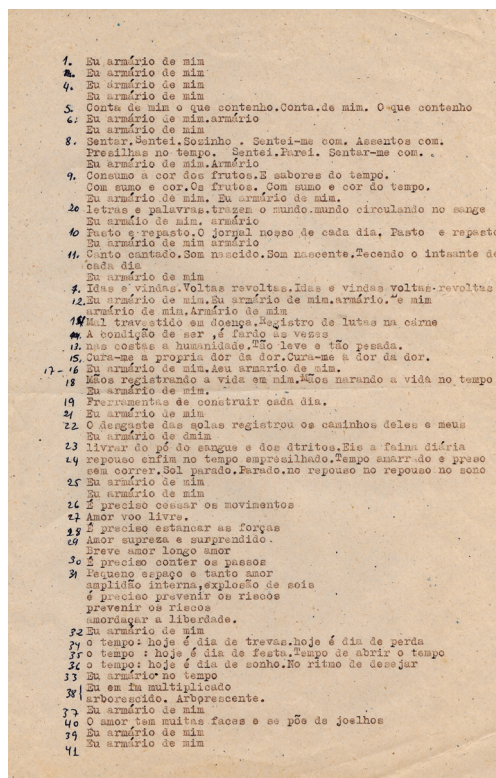 1. Eu armário de mim
2. Eu armário de mim
4. Eu armário de mim
Eu armário de mim
5. Conta de mim o que contenho.Conta.de mim. O que contenho
6. Eu armário de mim.armário
Eu armário de mim
8. Sentar.Sentei.Sosinho . Sentei-me com. Assentos com.
Presilhas no tempo. Sentei.Parei. Sentar-me com.
Eu armário de mim.Armário
9. Consumo a cor dos frutos.E sabores do tempo.
Com sumo e cor.Os frutos. Com sumo e cor do tempo.
Eu armário de mim. Eu armário de mim.
20 letras e palavras.trazem o mundo.mundo circulando no sange
Eu armáio de mim. armário
10 Pasto e repasto.O jornal nosso de cada dia. Pasto e repasto
Eu armário de mim armário
11. Canto cantado.Som nascido.Som nascente.Tecendo o intsante de
cada dia
Eu armário de mim
7. Idas e vindas.Voltas revoltas.Idas e vindas voltas-revoltas
12. Eu armário de mim.Eu armário de mim.armário. e mim
armário de mim.Armário de mim
Mal travestido em doença.Registro de lutas na carne
A condição de ser ,é fardo às vezes
13. nas costas a humanidade.Tão leve e tão pesada.
15. Cura-me a propria dor da dor.Cura-me a dor da dor.
17- 16 Eu armário de mim.Aeu armario de mim.
18 Mãos registrando a vida em mim.Mãos narando a vida no tempo
Eu armário de mim.
19 Frerramentas de construir cada dia.
21 Eu armário de mim
22 O desgaste das solas registrou os caminhos deles e meus
Eu armário de dmim
23 livrar do pó do sangue e dos dtritos.Eis a faina diária
24 repouso enfim no tempo empresilhado.Tempo amarrado e preso
sem correr.Sol parado.Parado.no repouso no repouso no sono
25 Eu armário de mim
Eu armário de mim
26 É preciso cessar os movimentos
27 Amor voo livre.
28 É preciso estancar as forças
29 Amor supreza e surprendido.
Breve amor longo amor
30 É preciso conter os passos
31 Pequeno espaço e tanto amor
amplidão interna,explosão de sois
é preciso prevenir os riscos
prevenir os riscos
amordaçar a liberdade.
32 Eu armário de mim
34 o tempo: hoje é dia de trevas.hoje é dia de perda
35 o tempo : hoje é dia de festa.Tempo de abrir o tempo
36 o tempo: hoje é dia de sonho.No ritmo de desejar
33 Eu armário no tempo
Eu em fm multiplicado
38 arborescido. Arborescente.
37 Eu armário de mim
40 O amor tem muitas faces e se põe de joelhos
39 Eu armário de mim
41 Eu armário de mim